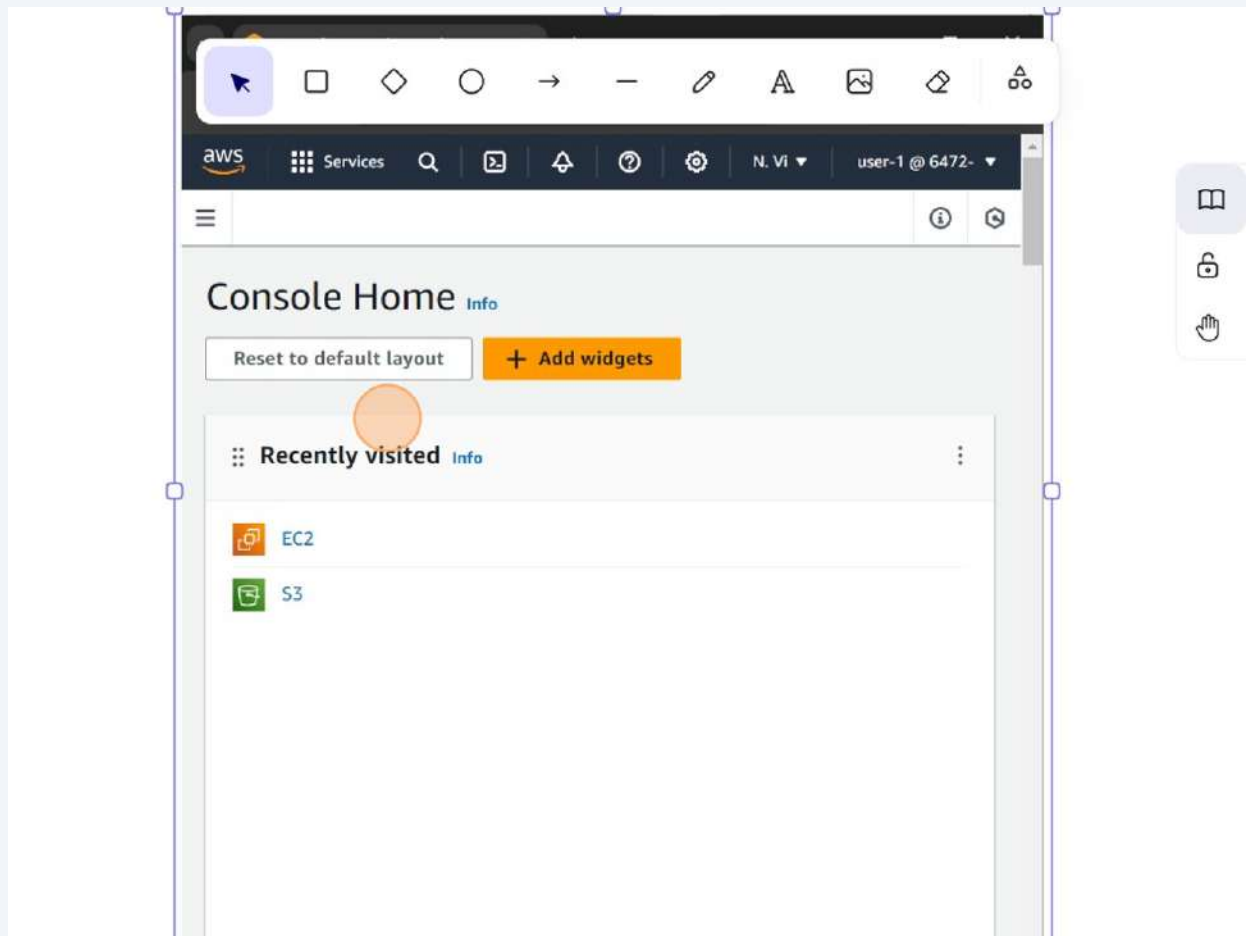 aws
Services
N. Vi
user-1 @ 6472-
Console Home Info
Reset to default layout
+ Add widgets
Recently visited Info
EC2
S3